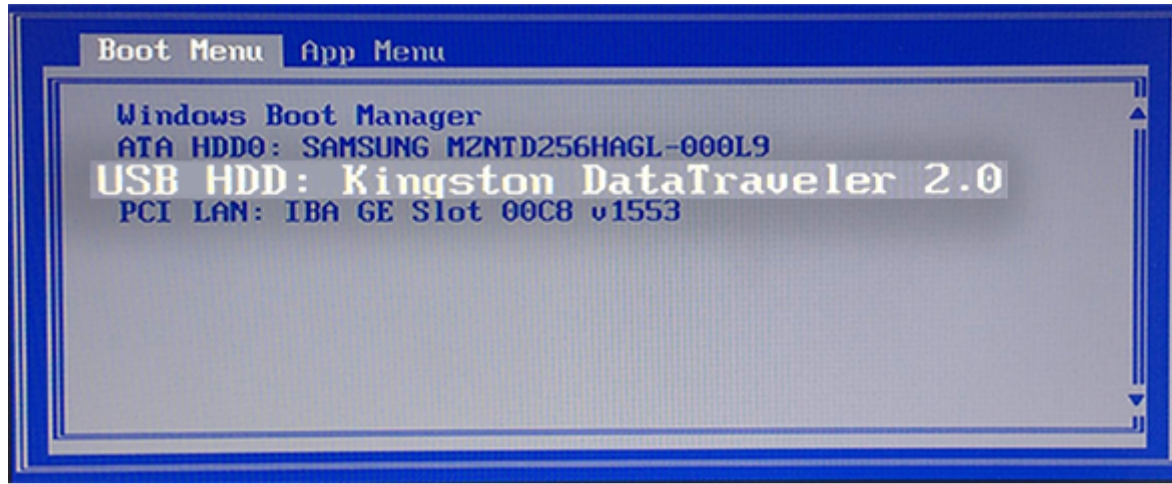 Boot Menu App Menu
Windows Boot Manager
ATA HDD0: SAMSUNG MZNTD256HAGL-000L9
USB HDD: Kingston DataTraveler 2.0
PCI LAN: IBA GE Slot 00C8 v1553